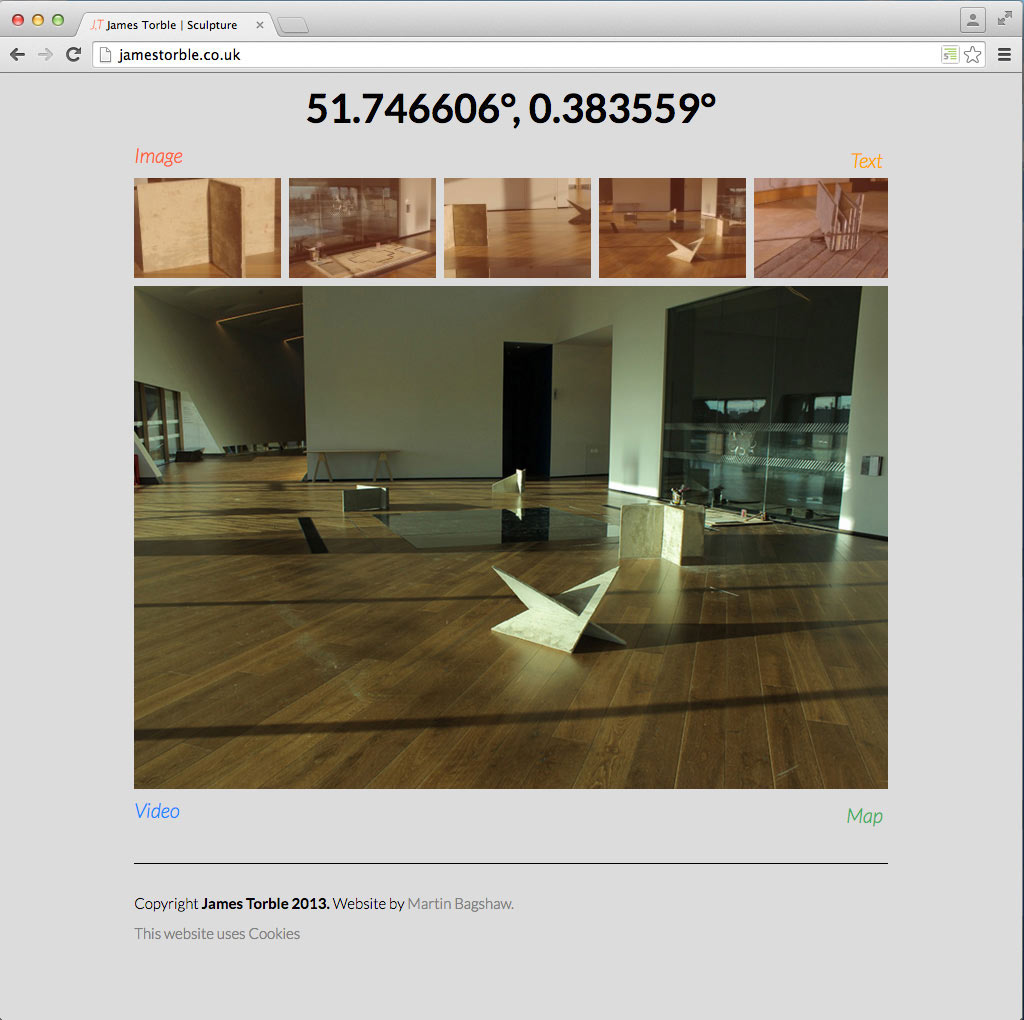 J.T James Torble | Sculpture
jamestorble.co.uk
51.746606°, 0.383559°
Image
Text
Video
Map
Copyright James Torble 2013. Website by Martin Bagshaw.
This website uses Cookies